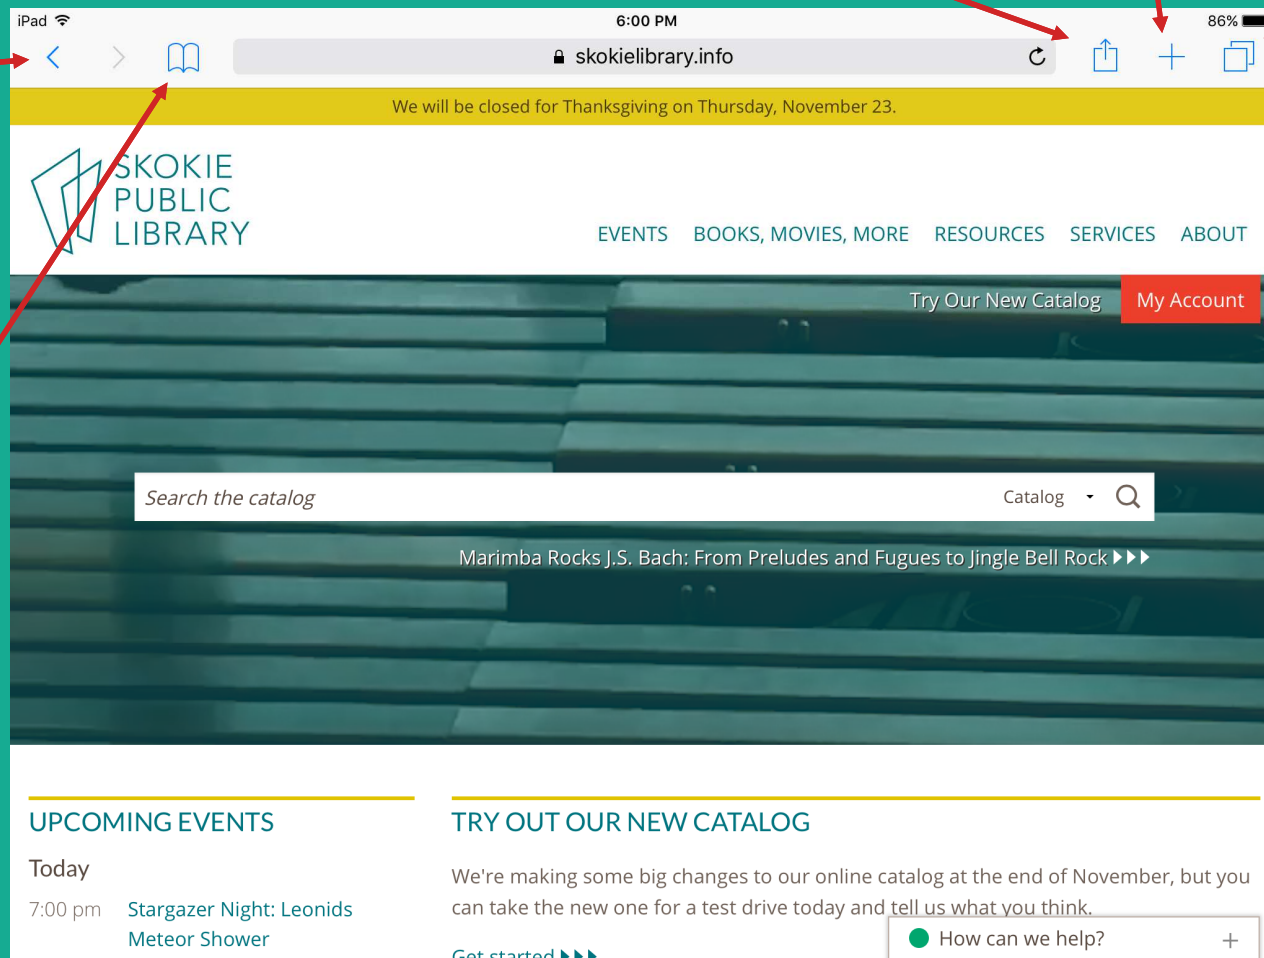 iPad
6:00 PM
86%
skokielibrary.info
We will be closed for Thanksgiving on Thursday, November 23.
SKOKIE
PUBLIC
LIBRARY
EVENTS BOOKS, MOVIES, MORE RESOURCES SERVICES ABOUT
Try Our New Catalog My Account
Search the catalog Catalog
Marimba Rocks J.S. Bach: From Preludes and Fugues to Jingle Bell Rock
UPCOMING EVENTS
Today
7:00 pm Stargazer Night: Leonids
Meteor Shower
TRY OUT OUR NEW CATALOG
We're making some big changes to our online catalog at the end of November, but you
can take the new one for a test drive today and tell us what you think.
Get started
How can we help?